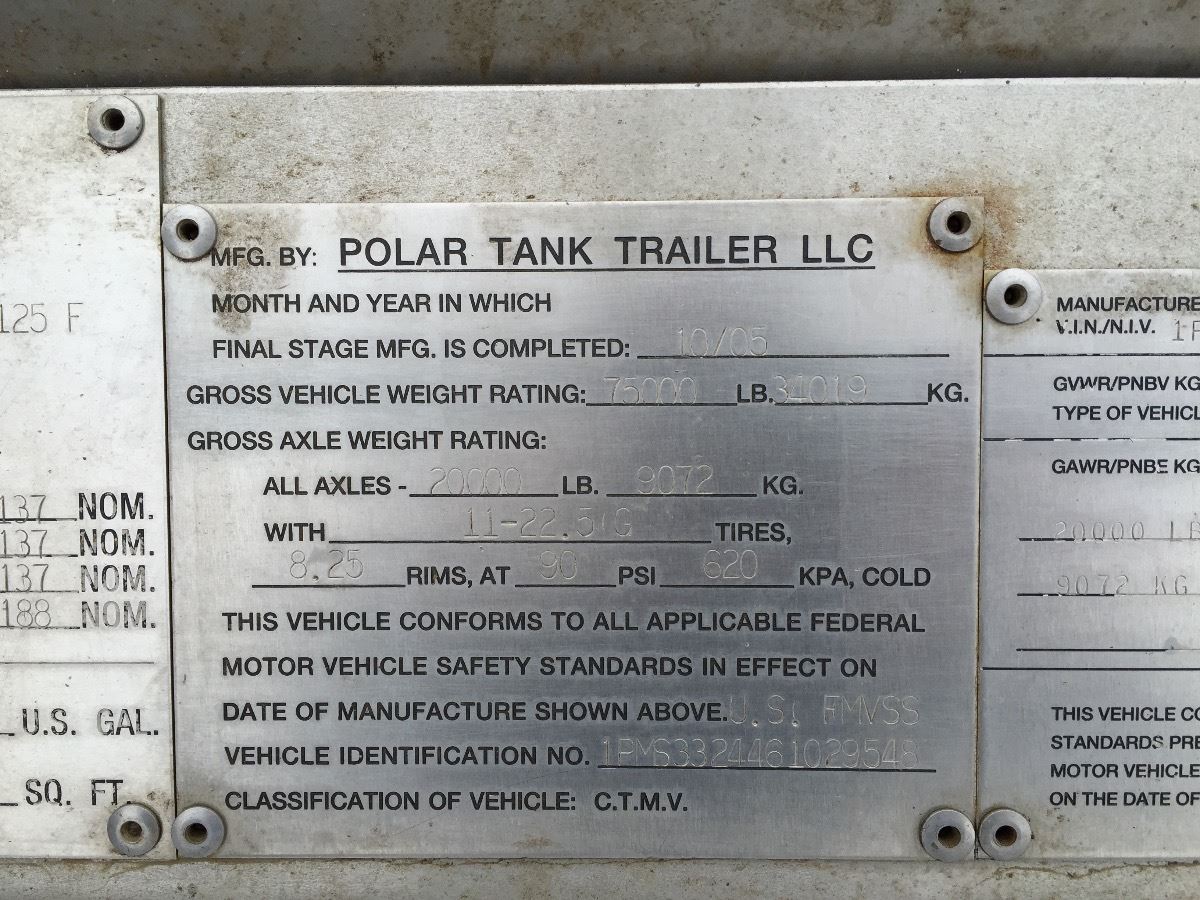 125 F
137 NOM.
137 NOM.
137 NOM.
188 NOM.
U.S. GAL.
SQ. FT.
MFG. BY: POLAR TANK TRAILER LLC
MONTH AND YEAR IN WHICH
FINAL STAGE MFG. IS COMPLETED: 10/05
GROSS VEHICLE WEIGHT RATING: 75000 LB. 34019 KG.
GROSS AXLE WEIGHT RATING:
ALL AXLES - 20000 LB. 9072 KG.
WITH 11-22.5 G TIRES,
8.25 RIMS, AT 90 PSI 620 KPA, COLD
THIS VEHICLE CONFORMS TO ALL APPLICABLE FEDERAL
MOTOR VEHICLE SAFETY STANDARDS IN EFFECT ON
DATE OF MANUFACTURE SHOWN ABOVE. U.S. FMVSS
VEHICLE IDENTIFICATION NO. 1PMS3324461029548
CLASSIFICATION OF VEHICLE: C.T.M.V.
MANUFACTURE
V.I.N./N.I.V. 1P
GVWR/PNBV KG
TYPE OF VEHICL
GAWR/PNBE KG
20000 LB
9072 KG
THIS VEHICLE CO
STANDARDS PRE
MOTOR VEHICLE
ON THE DATE OF